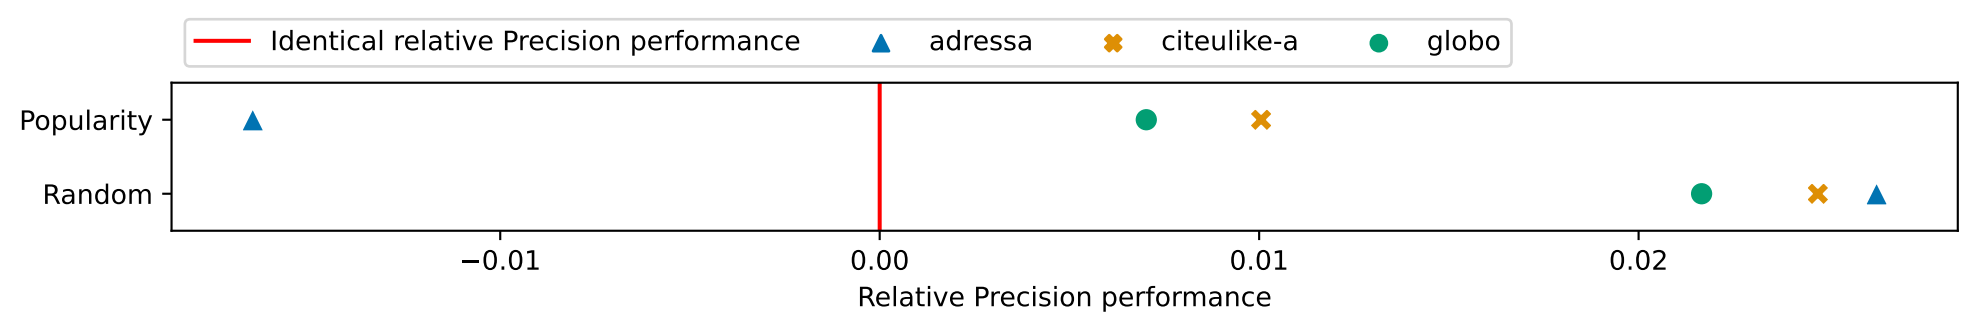 Identical relative Precision performance adressa citeulike-a globo
Popularity
Random
−0.01 0.00 0.01 0.02
Relative Precision performance